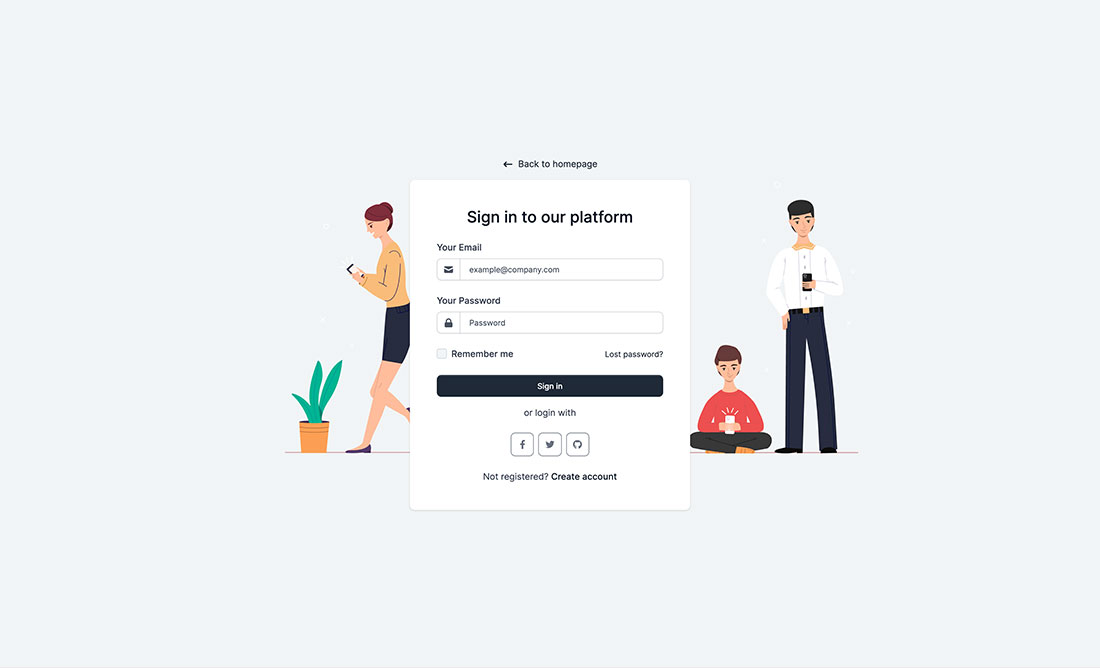 Back to homepage
Sign in to our platform
Your Email
example@company.com
Your Password
Password
Remember me Lost password?
Sign in
or login with
Not registered? Create account